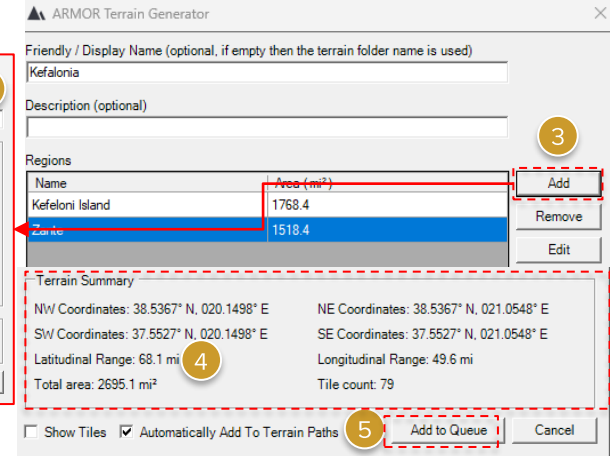 ARMOR Terrain Generator
Friendly / Display Name (optional, if empty then the terrain folder name is used)
Kefalonia
Description (optional)
3
Regions
Name Area (mi²) Add
Kefeloni Island 1768.4
Remove
Zante 1518.4
Edit
Terrain Summary
NW Coordinates: 38.5367° N, 020.1498° E NE Coordinates: 38.5367° N, 021.0548° E
SW Coordinates: 37.5527° N, 020.1498° E SE Coordinates: 37.5527° N, 021.0548° E
Latitudinal Range: 68.1 mi 4 Longitudinal Range: 49.6 mi
Total area: 2695.1 mi² Tile count: 79
Show Tiles Automatically Add To Terrain Paths 5 Add to Queue Cancel